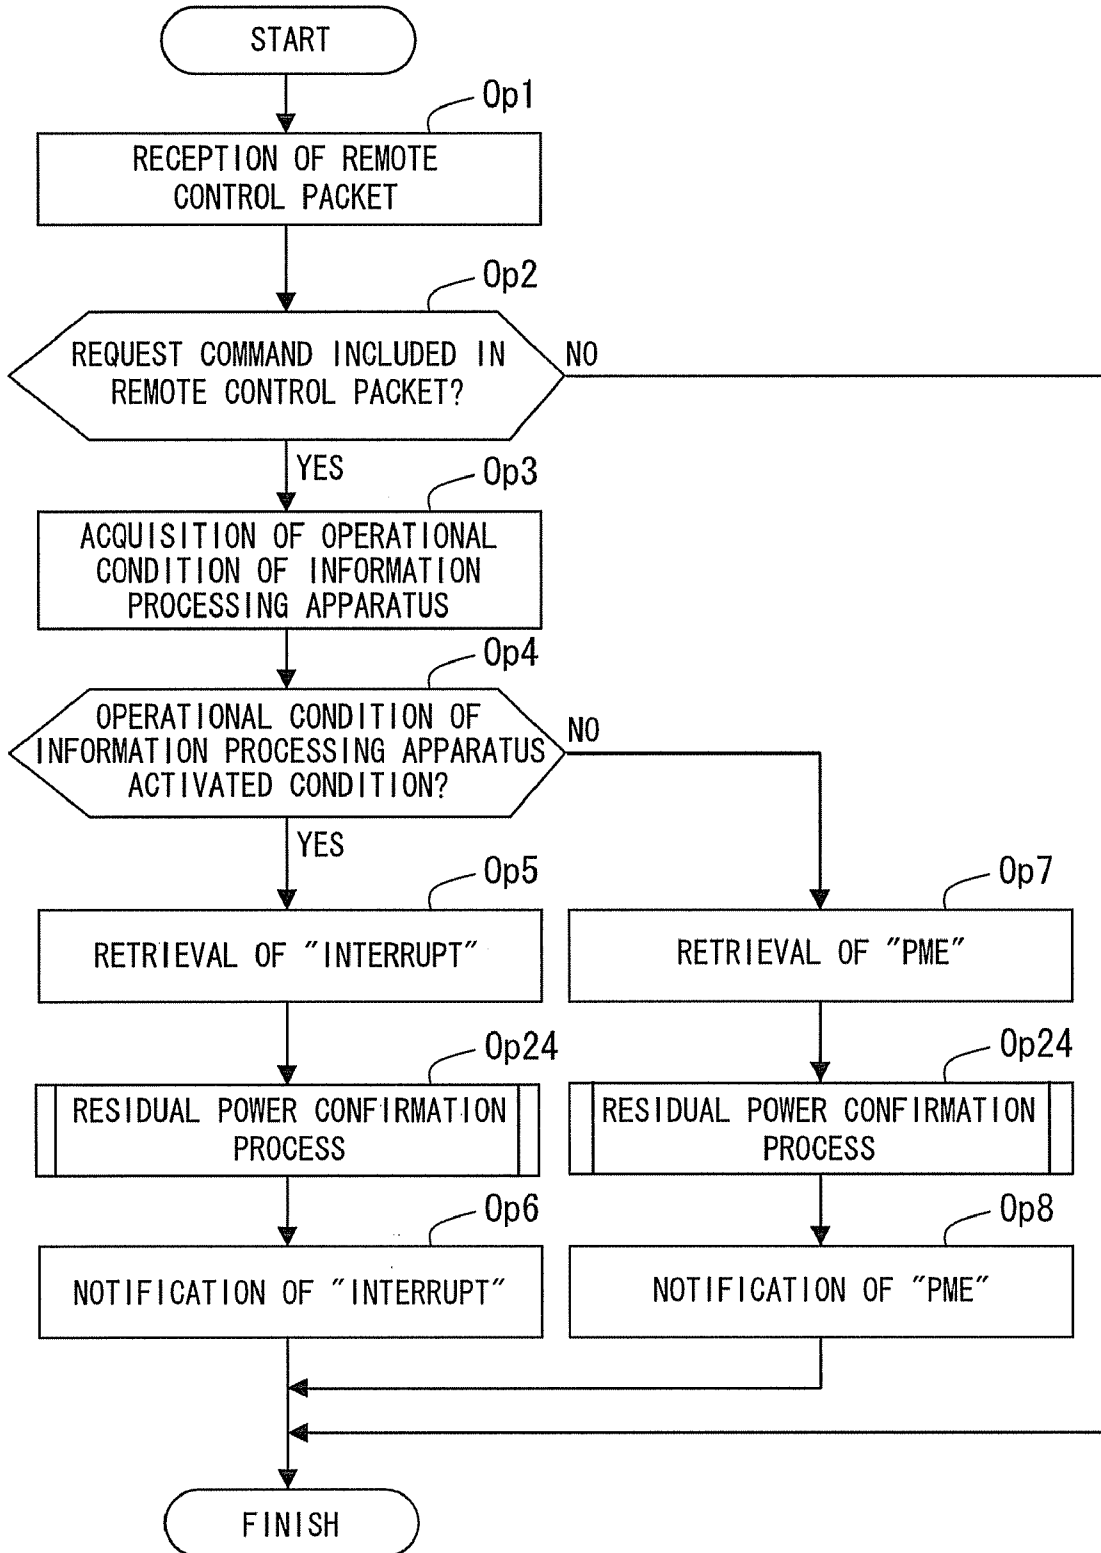 START
Op1
RECEPTION OF REMOTE
CONTROL PACKET
Op2
REQUEST COMMAND INCLUDED IN
REMOTE CONTROL PACKET?
NO
YES
Op3
ACQUISITION OF OPERATIONAL
CONDITION OF INFORMATION
PROCESSING APPARATUS
Op4
OPERATIONAL CONDITION OF
INFORMATION PROCESSING APPARATUS
ACTIVATED CONDITION?
NO
YES
Op5
RETRIEVAL OF "INTERRUPT"
Op7
RETRIEVAL OF "PME"
Op24
RESIDUAL POWER CONFIRMATION
PROCESS
Op24
RESIDUAL POWER CONFIRMATION
PROCESS
Op6
NOTIFICATION OF "INTERRUPT"
Op8
NOTIFICATION OF "PME"
FINISH